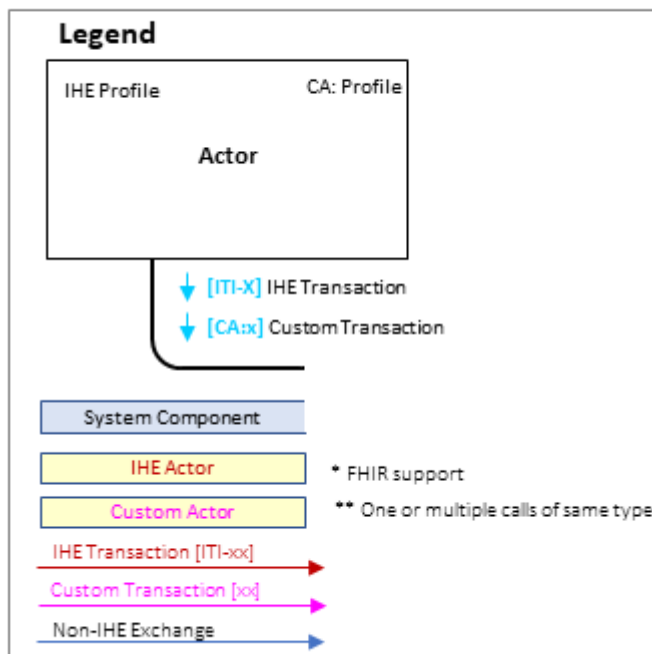 Legend
IHE Profile CA: Profile
Actor
[ITI-X] IHE Transaction
[CA:x] Custom Transaction
System Component
IHE Actor
* FHIR support
Custom Actor
** One or multiple calls of same type
IHE Transaction [ITI-xx]
Custom Transaction [xx]
Non-IHE Exchange